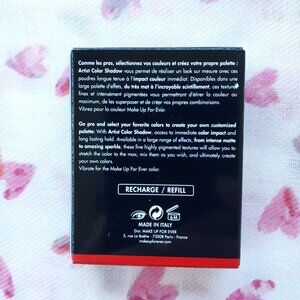 Comme les pros, sélectionnez vos couleurs et créez votre propre palette :
Artist Color Shadow vous permet de réaliser un look sur mesure avec ces
poudres longue tenue à l'impact couleur immédiat. Disponibles dans une
large palette d'effets, du très mat à l'incroyable scintillement, ces textures
fines et intensément pigmentées vous permettent d'étirer la couleur au
maximum, de les superposer et de créer vos propres combinaisons.
Vibrez pour la couleur Make Up For Ever.
Go pro and select your favorite colors to create your own customized
palette: With Artist Color Shadow, access to immediate color impact and
long lasting hold. Available in a large range of effects, from intense matte
to amazing sparkle, these fine highly pigmented textures will allow you to
stretch the color to the max, mix them as you wish, and ultimately create
your own colors.
Vibrate for the Make Up For Ever color.
RECHARGE / REFILL
MADE IN ITALY
Dist. MAKE UP FOR EVER
5, rue La Boétie - 75008 Paris - France
makeupforever.com